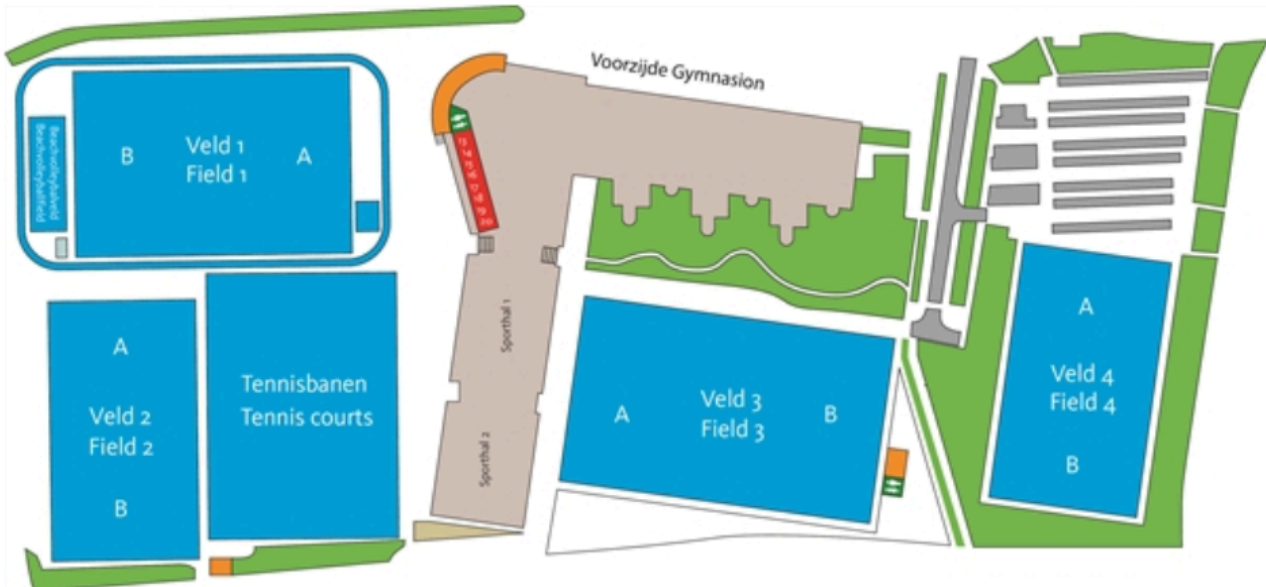 Voorzijde Gymnasion
Beachvolleybalveld
Beachvolleyballfield
B
Veld 1
Field 1
A
A
Veld 2
Field 2
B
Tennisbanen
Tennis courts
Sporthal 1
Sporthal 2
A
Veld 3
Field 3
B
A
Veld 4
Field 4
B